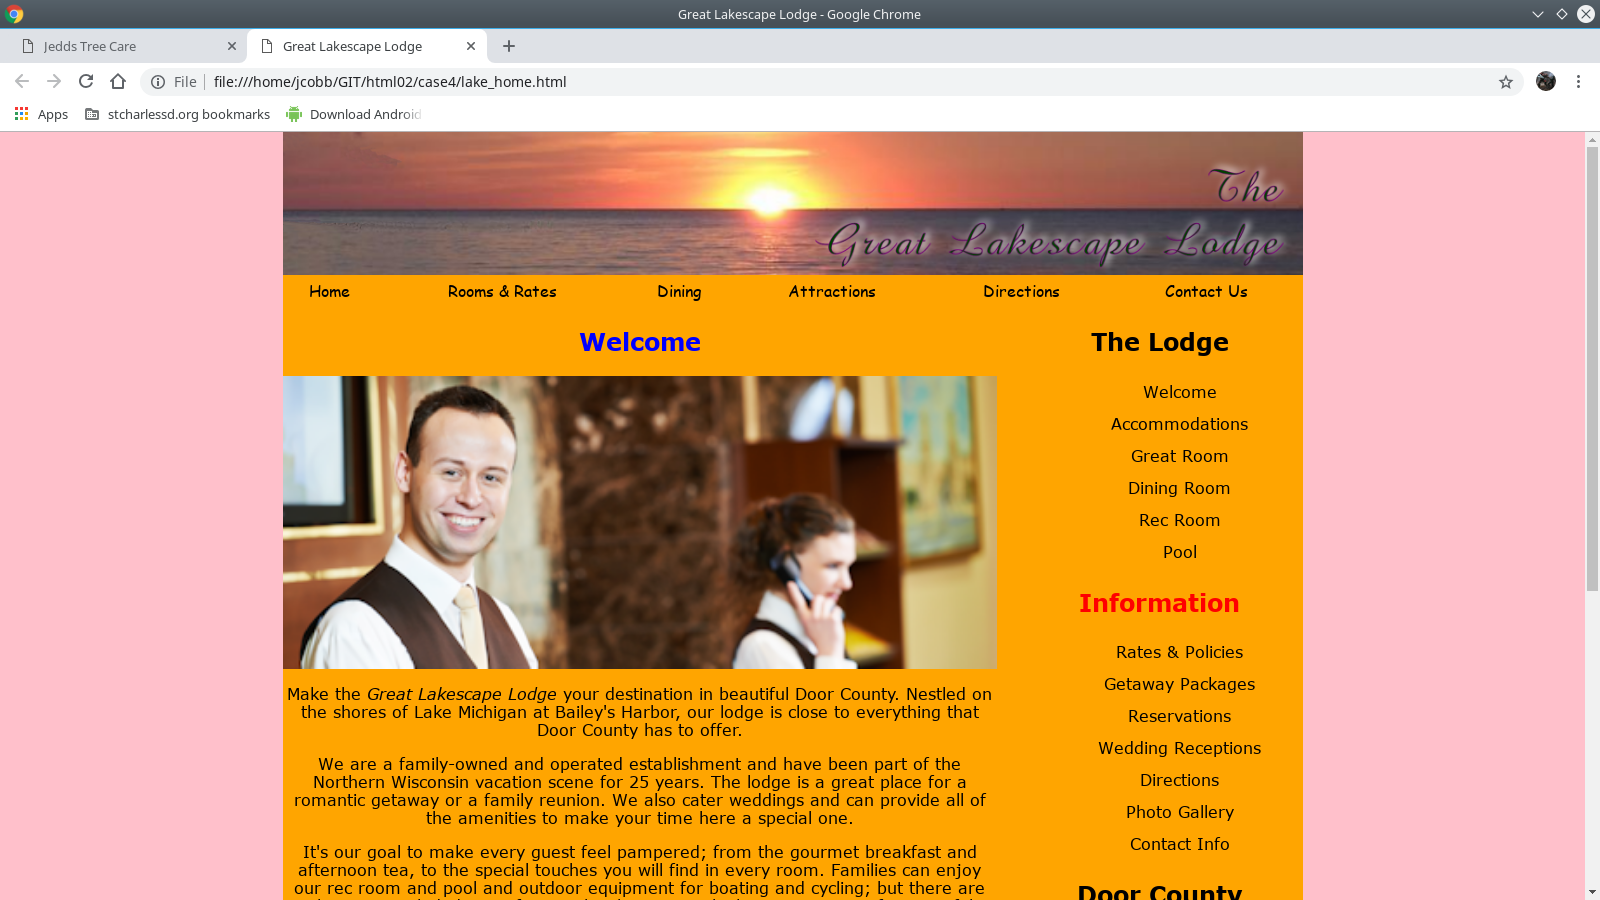 Great Lakescape Lodge - Google Chrome
Jedds Tree Care
Great Lakescape Lodge
File
file:///home/jcobb/GIT/html02/case4/lake_home.html
Apps
stcharlessd.org bookmarks
Download Android
The
Great Lakescape Lodge
Home
Rooms & Rates
Dining
Attractions
Directions
Contact Us
Welcome
Make the Great Lakescape Lodge your destination in beautiful Door County. Nestled on
the shores of Lake Michigan at Bailey's Harbor, our lodge is close to everything that
Door County has to offer.
We are a family-owned and operated establishment and have been part of the
Northern Wisconsin vacation scene for 25 years. The lodge is a great place for a
romantic getaway or a family reunion. We also cater weddings and can provide all of
the amenities to make your time here a special one.
It's our goal to make every guest feel pampered; from the gourmet breakfast and
afternoon tea, to the special touches you will find in every room. Families can enjoy
our rec room and pool and outdoor equipment for boating and cycling; but there are
The Lodge
Welcome
Accommodations
Great Room
Dining Room
Rec Room
Pool
Information
Rates & Policies
Getaway Packages
Reservations
Wedding Receptions
Directions
Photo Gallery
Contact Info
Door County